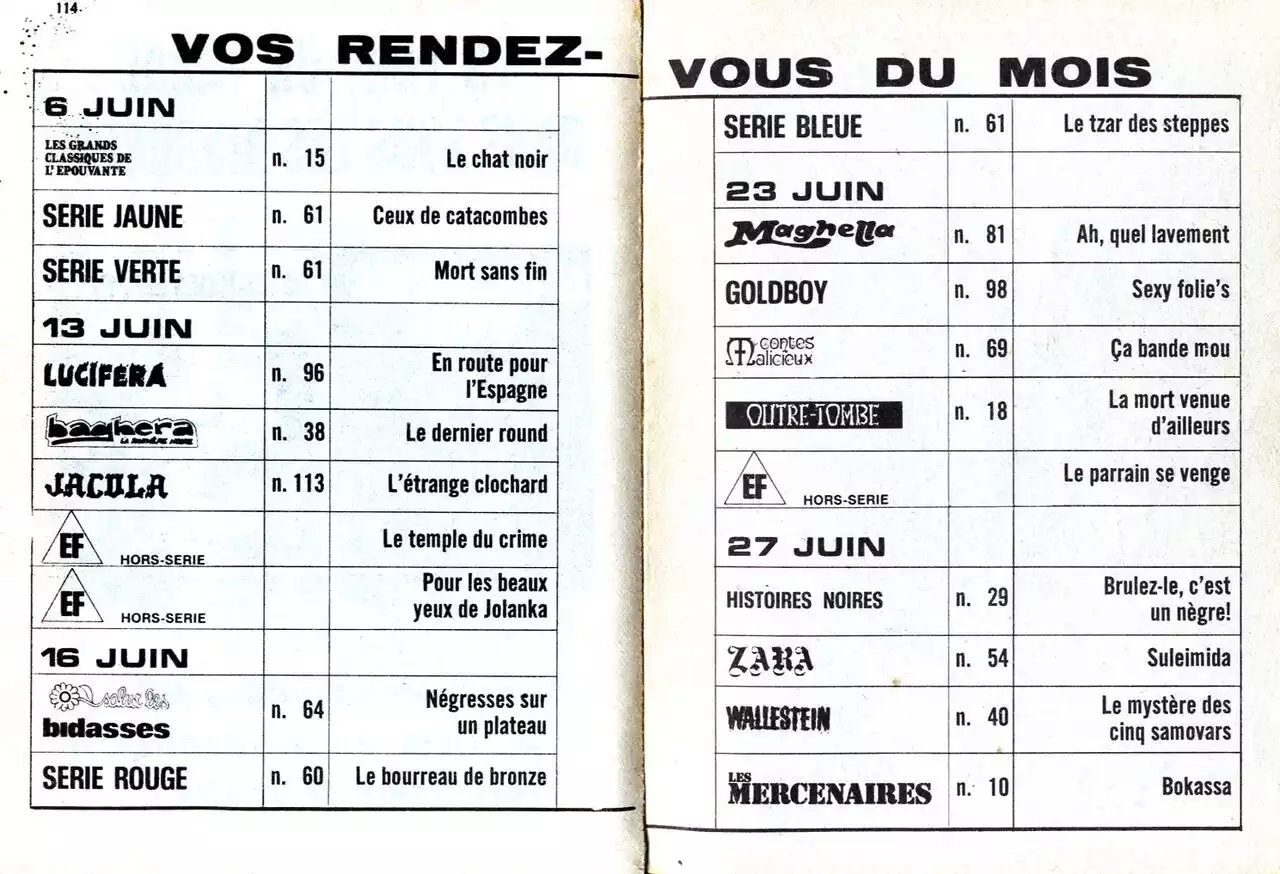 114
VOS RENDEZ-
6 JUIN
LES GRANDS
CLASSIQUES DE
L'EPOUVANTE
n. 15
Le chat noir
SERIE JAUNE n. 61 Ceux de catacombes
SERIE VERTE n. 61 Mort sans fin
13 JUIN
LUCIFERA n. 96
En route pour
l'Espagne
baghera
LA PANTHÈRE NOIRE
n. 38 Le dernier round
JACULA n. 113 L'étrange clochard
EF HORS-SERIE Le temple du crime
EF HORS-SERIE
Pour les beaux
yeux de Jolanka
16 JUIN
salut les
bidasses
n. 64
Négresses sur
un plateau
SERIE ROUGE n. 60 Le bourreau de bronze
VOUS DU MOIS
SERIE BLEUE n. 61 Le tzar des steppes
23 JUIN
Maghella n. 81 Ah, quel lavement
GOLDBOY n. 98 Sexy folie's
contes
Malicieux
n. 69 Ça bande mou
OUTRE-TOMBE n. 18
La mort venue
d'ailleurs
EF HORS-SERIE Le parrain se venge
27 JUIN
HISTOIRES NOIRES n. 29
Brulez-le, c'est
un nègre!
ZARA n. 54 Suleimida
WALLESTEIN n. 40
Le mystère des
cinq samovars
LES
MERCENAIRES
n. 10 Bokassa